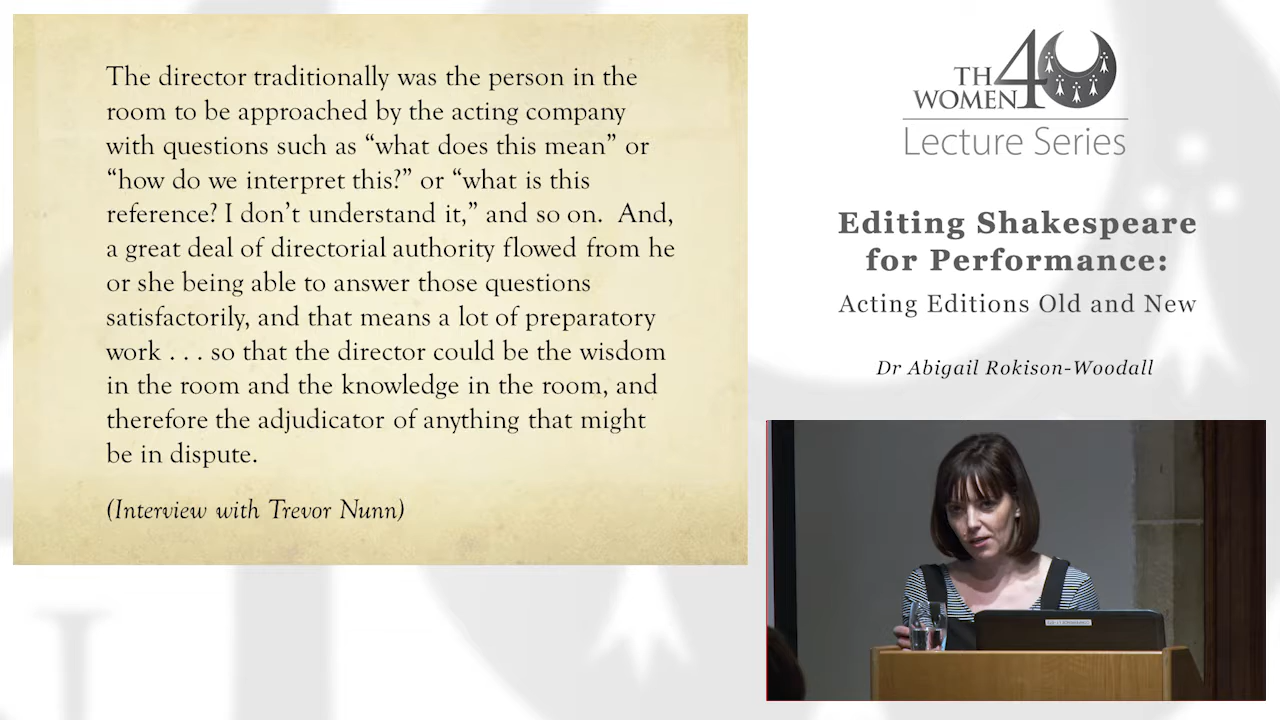 The director traditionally was the person in the
room to be approached by the acting company
with questions such as “what does this mean” or
“how do we interpret this?” or “what is this
reference? I don’t understand it,” and so on.  And,
a great deal of directorial authority flowed from he
or she being able to answer those questions
satisfactorily, and that means a lot of preparatory
work . . . so that the director could be the wisdom
in the room and the knowledge in the room, and
therefore the adjudicator of anything that might
be in dispute.
(Interview with Trevor Nunn)
TH
WOMEN40
Lecture Series
Editing Shakespeare
for Performance:
Acting Editions Old and New
Dr Abigail Rokison-Woodall